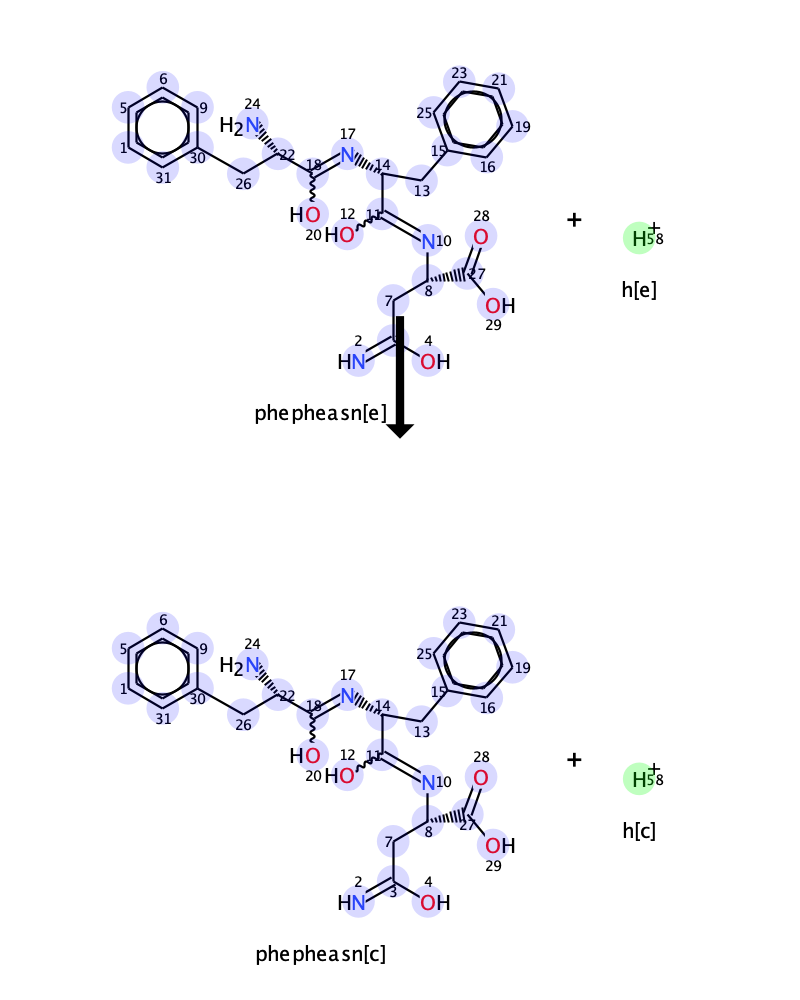 23
6 21
5 24 9 25
H2N 17 19
1 22 18 N 14 15
30 16
31 26 13
HO 12 11 28 + H+58
20 HO N10 O
h[e]
8 27
7 OH
29
2 4
HN OH
phepheasn[e]
23
6 21
5 24 9 25
H2N 17 19
1 22 18 N 14 15
30 16
31 26 13
HO 12 11 28 + H+58
20 HO N10 O
h[c]
8 27
7 OH
29
2 4
HN 3 OH
phepheasn[c]